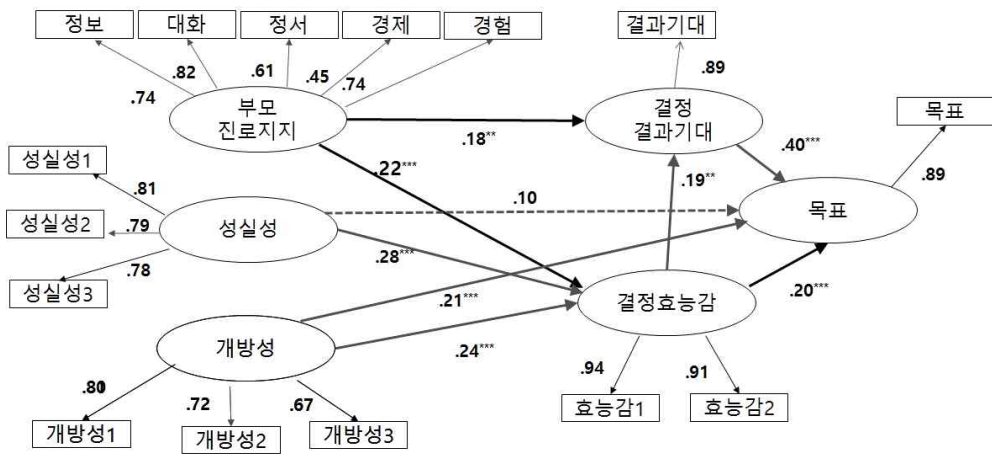 정보 대화 정서 경제 경험 결과기대
.74 .82 .61 .45 .74 .89
부모
진로지지
결정
결과기대
목표
.18**
.40***
.89
성실성1
.81
.22***
.19**
성실성2
.79
성실성
.10
목표
.78
성실성3
.28***
.21***
결정효능감
.20***
개방성
.24***
.80
.72
.67
.94
.91
개방성1
개방성2
개방성3
효능감1
효능감2